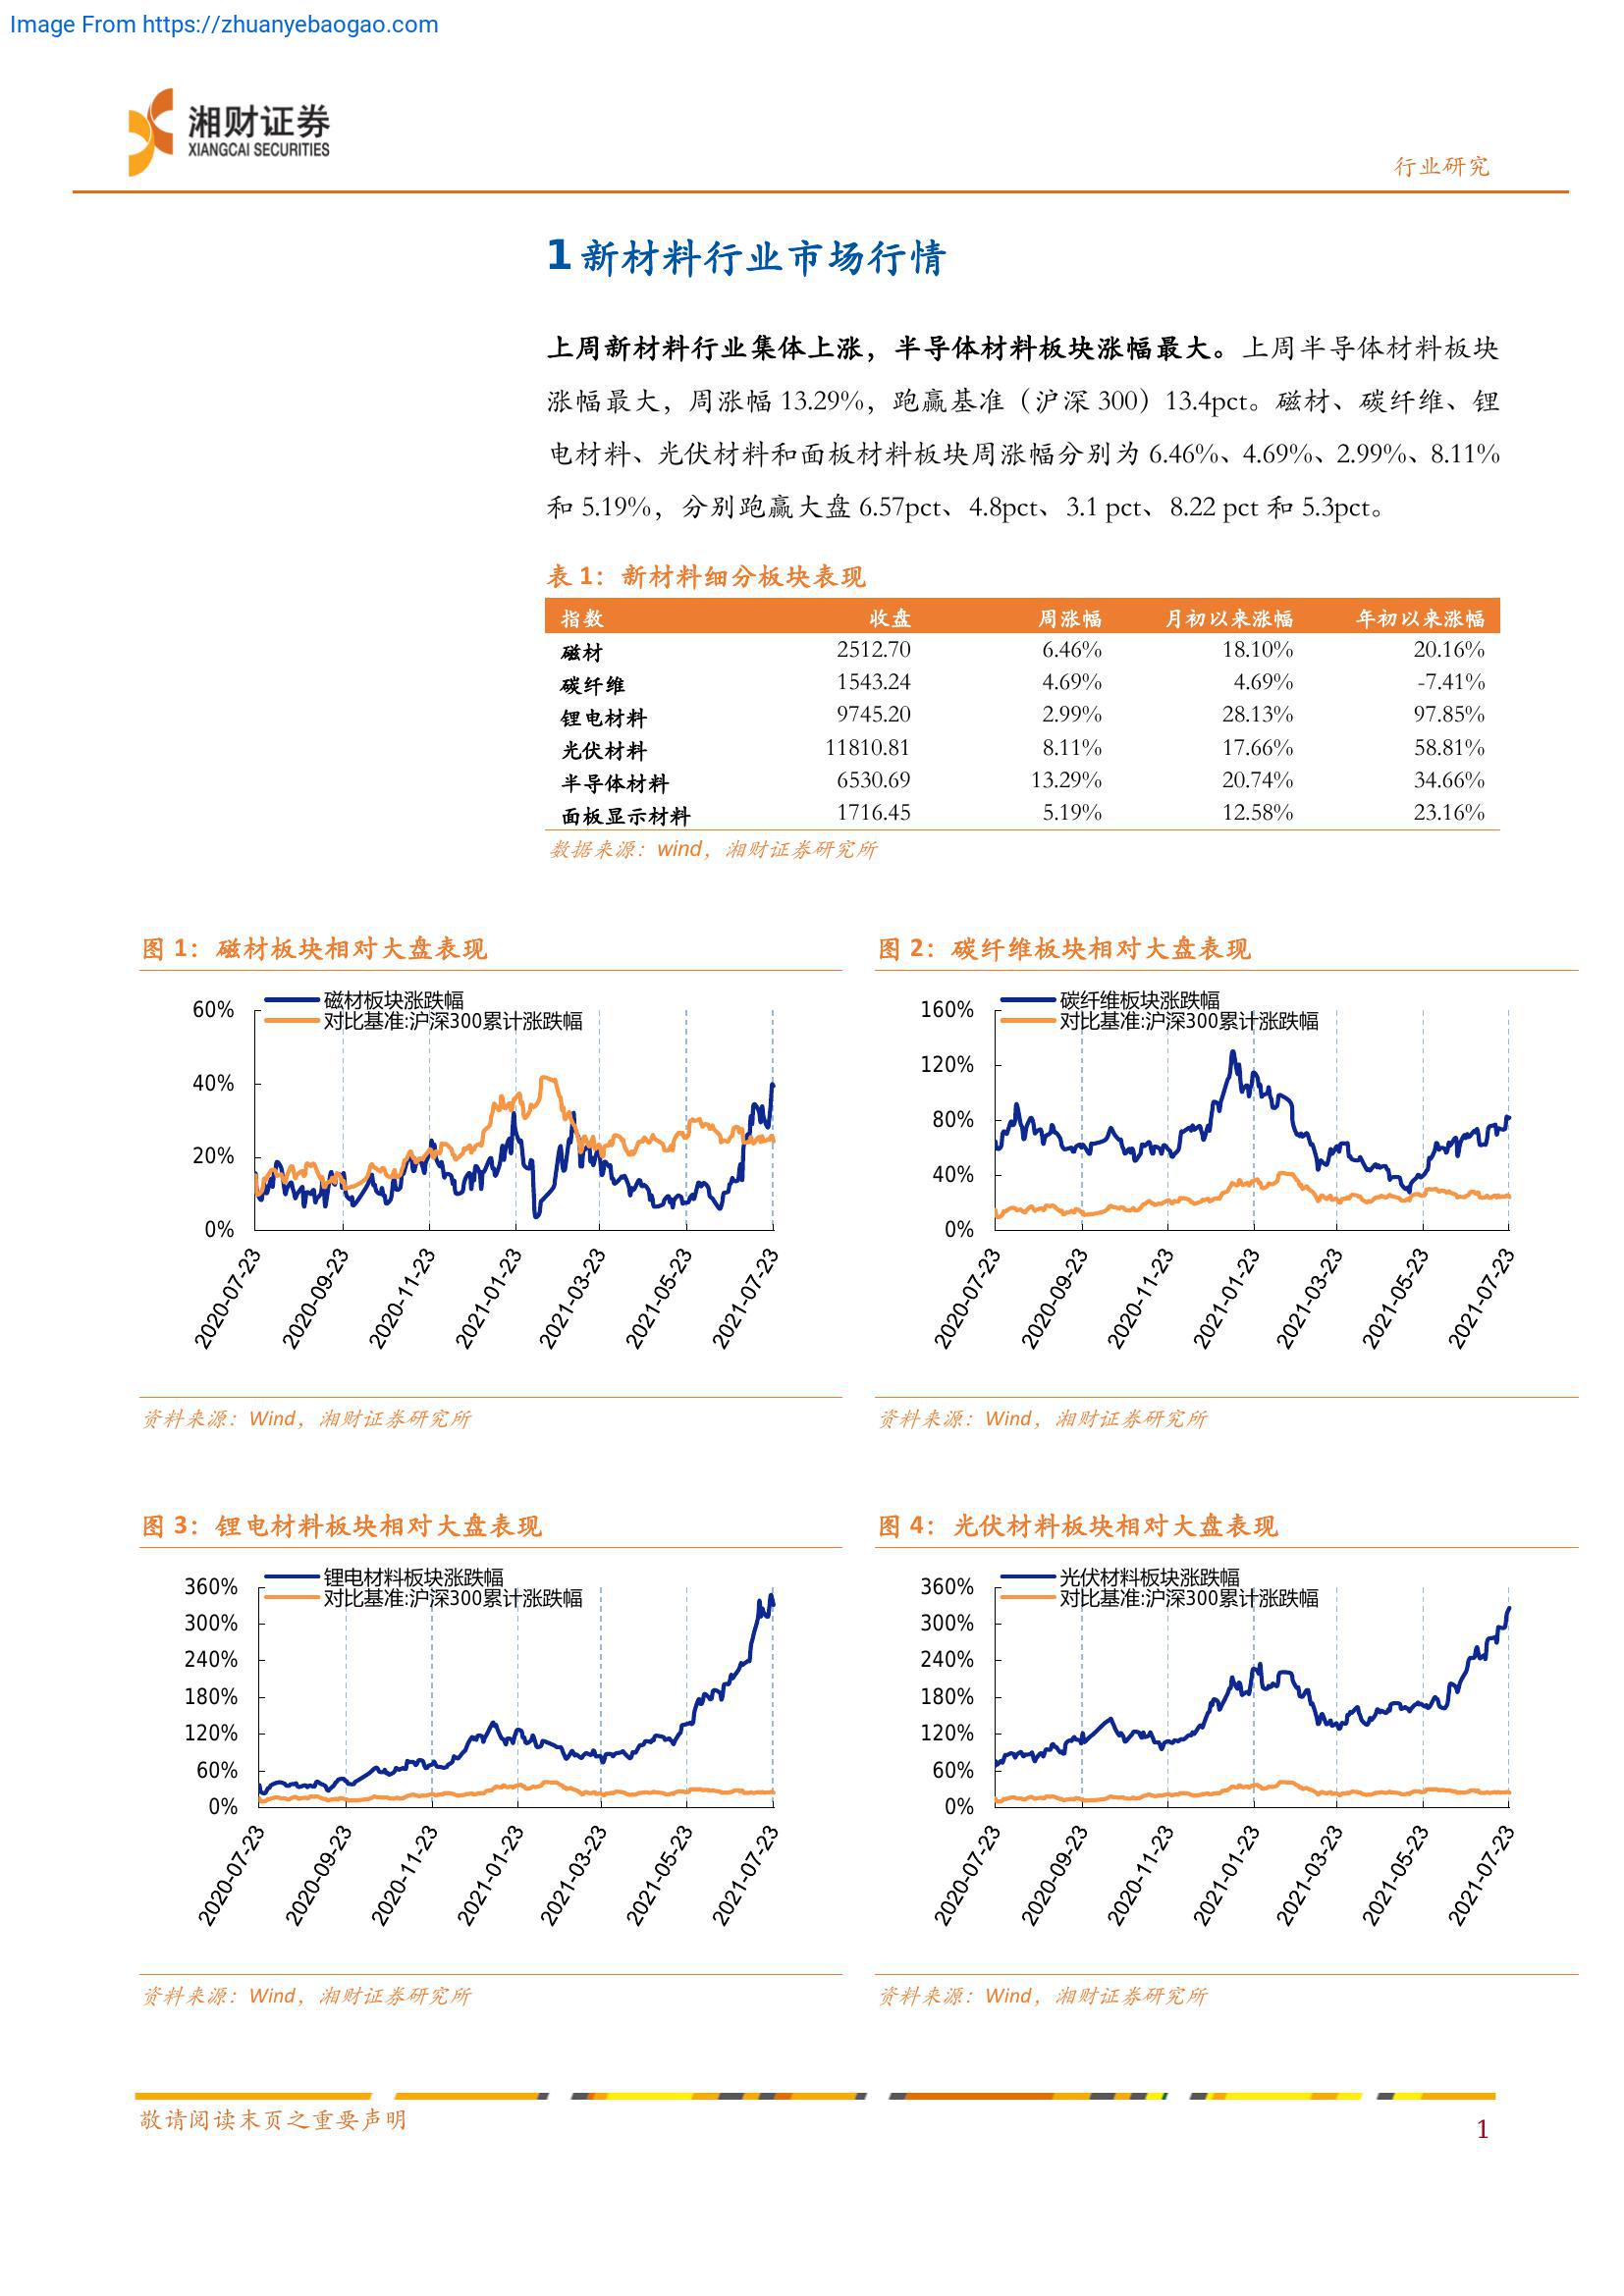 Image From https://zhuanyebaogao.com
湘财证券
XIANGCAI SECURITIES
行业研究
1 新材料行业市场行情
上周新材料行业集体上涨，半导体材料板块涨幅最大。上周半导体材料板块
涨幅最大，周涨幅 13.29%，跑赢基准（沪深 300）13.4pct。磁材、碳纤维、锂
电材料、光伏材料和面板材料板块周涨幅分别为 6.46%、4.69%、2.99%、8.11%
和 5.19%，分别跑赢大盘 6.57pct、4.8pct、3.1 pct、8.22 pct 和 5.3pct。
表 1：新材料细分板块表现
指数 收盘 周涨幅 月初以来涨幅 年初以来涨幅
磁材 2512.70 6.46% 18.10% 20.16%
碳纤维 1543.24 4.69% 4.69% -7.41%
锂电材料 9745.20 2.99% 28.13% 97.85%
光伏材料 11810.81 8.11% 17.66% 58.81%
半导体材料 6530.69 13.29% 20.74% 34.66%
面板显示材料 1716.45 5.19% 12.58% 23.16%
数据来源：wind，湘财证券研究所
图 1：磁材板块相对大盘表现
磁材板块涨跌幅
对比基准:沪深300累计涨跌幅
60%
40%
20%
0%
2020-07-23
2020-09-23
2020-11-23
2021-01-23
2021-03-23
2021-05-23
2021-07-23
资料来源：Wind，湘财证券研究所
图 2：碳纤维板块相对大盘表现
碳纤维板块涨跌幅
对比基准:沪深300累计涨跌幅
160%
120%
80%
40%
0%
2020-07-23
2020-09-23
2020-11-23
2021-01-23
2021-03-23
2021-05-23
2021-07-23
资料来源：Wind，湘财证券研究所
图 3：锂电材料板块相对大盘表现
锂电材料板块涨跌幅
对比基准:沪深300累计涨跌幅
360%
300%
240%
180%
120%
60%
0%
2020-07-23
2020-09-23
2020-11-23
2021-01-23
2021-03-23
2021-05-23
2021-07-23
资料来源：Wind，湘财证券研究所
图 4：光伏材料板块相对大盘表现
光伏材料板块涨跌幅
对比基准:沪深300累计涨跌幅
360%
300%
240%
180%
120%
60%
0%
2020-07-23
2020-09-23
2020-11-23
2021-01-23
2021-03-23
2021-05-23
2021-07-23
资料来源：Wind，湘财证券研究所
敬请阅读末页之重要声明
1